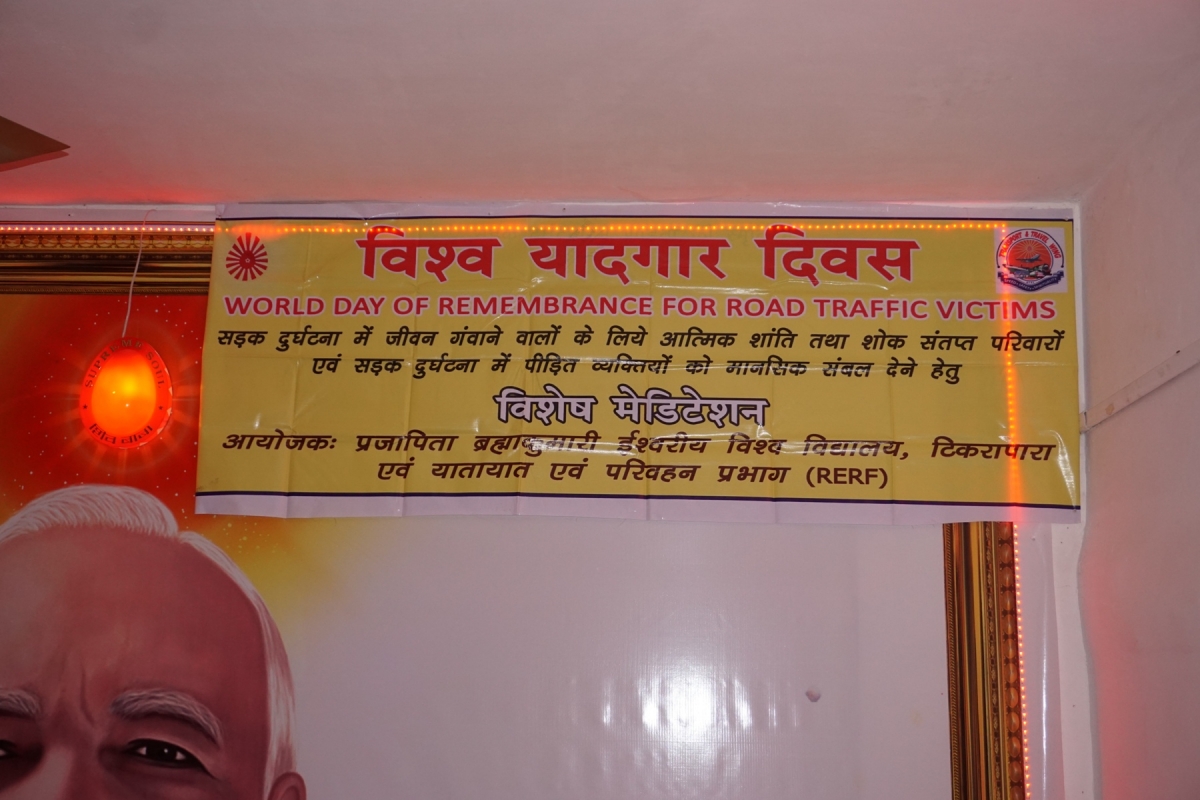 विश्व यादगार दिवस
WORLD DAY OF REMEMBRANCE FOR ROAD TRAFFIC VICTIMS
सड़क दुर्घटना में जीवन गंवाने वालों के लिये आत्मिक शांति तथा शोक संतप्त परिवारों
एवं सड़क दुर्घटना में पीड़ित व्यक्तियों को मानसिक संबल देने हेतु
विशेष मेडिटेशन
आयोजकः प्रजापिता ब्रह्माकुमारी ईश्वरीय विश्व विद्यालय, टिकरापारा
एवं यातायात एवं परिवहन प्रभाग (RERF)
SUPREME SOUL
शिव बाबा